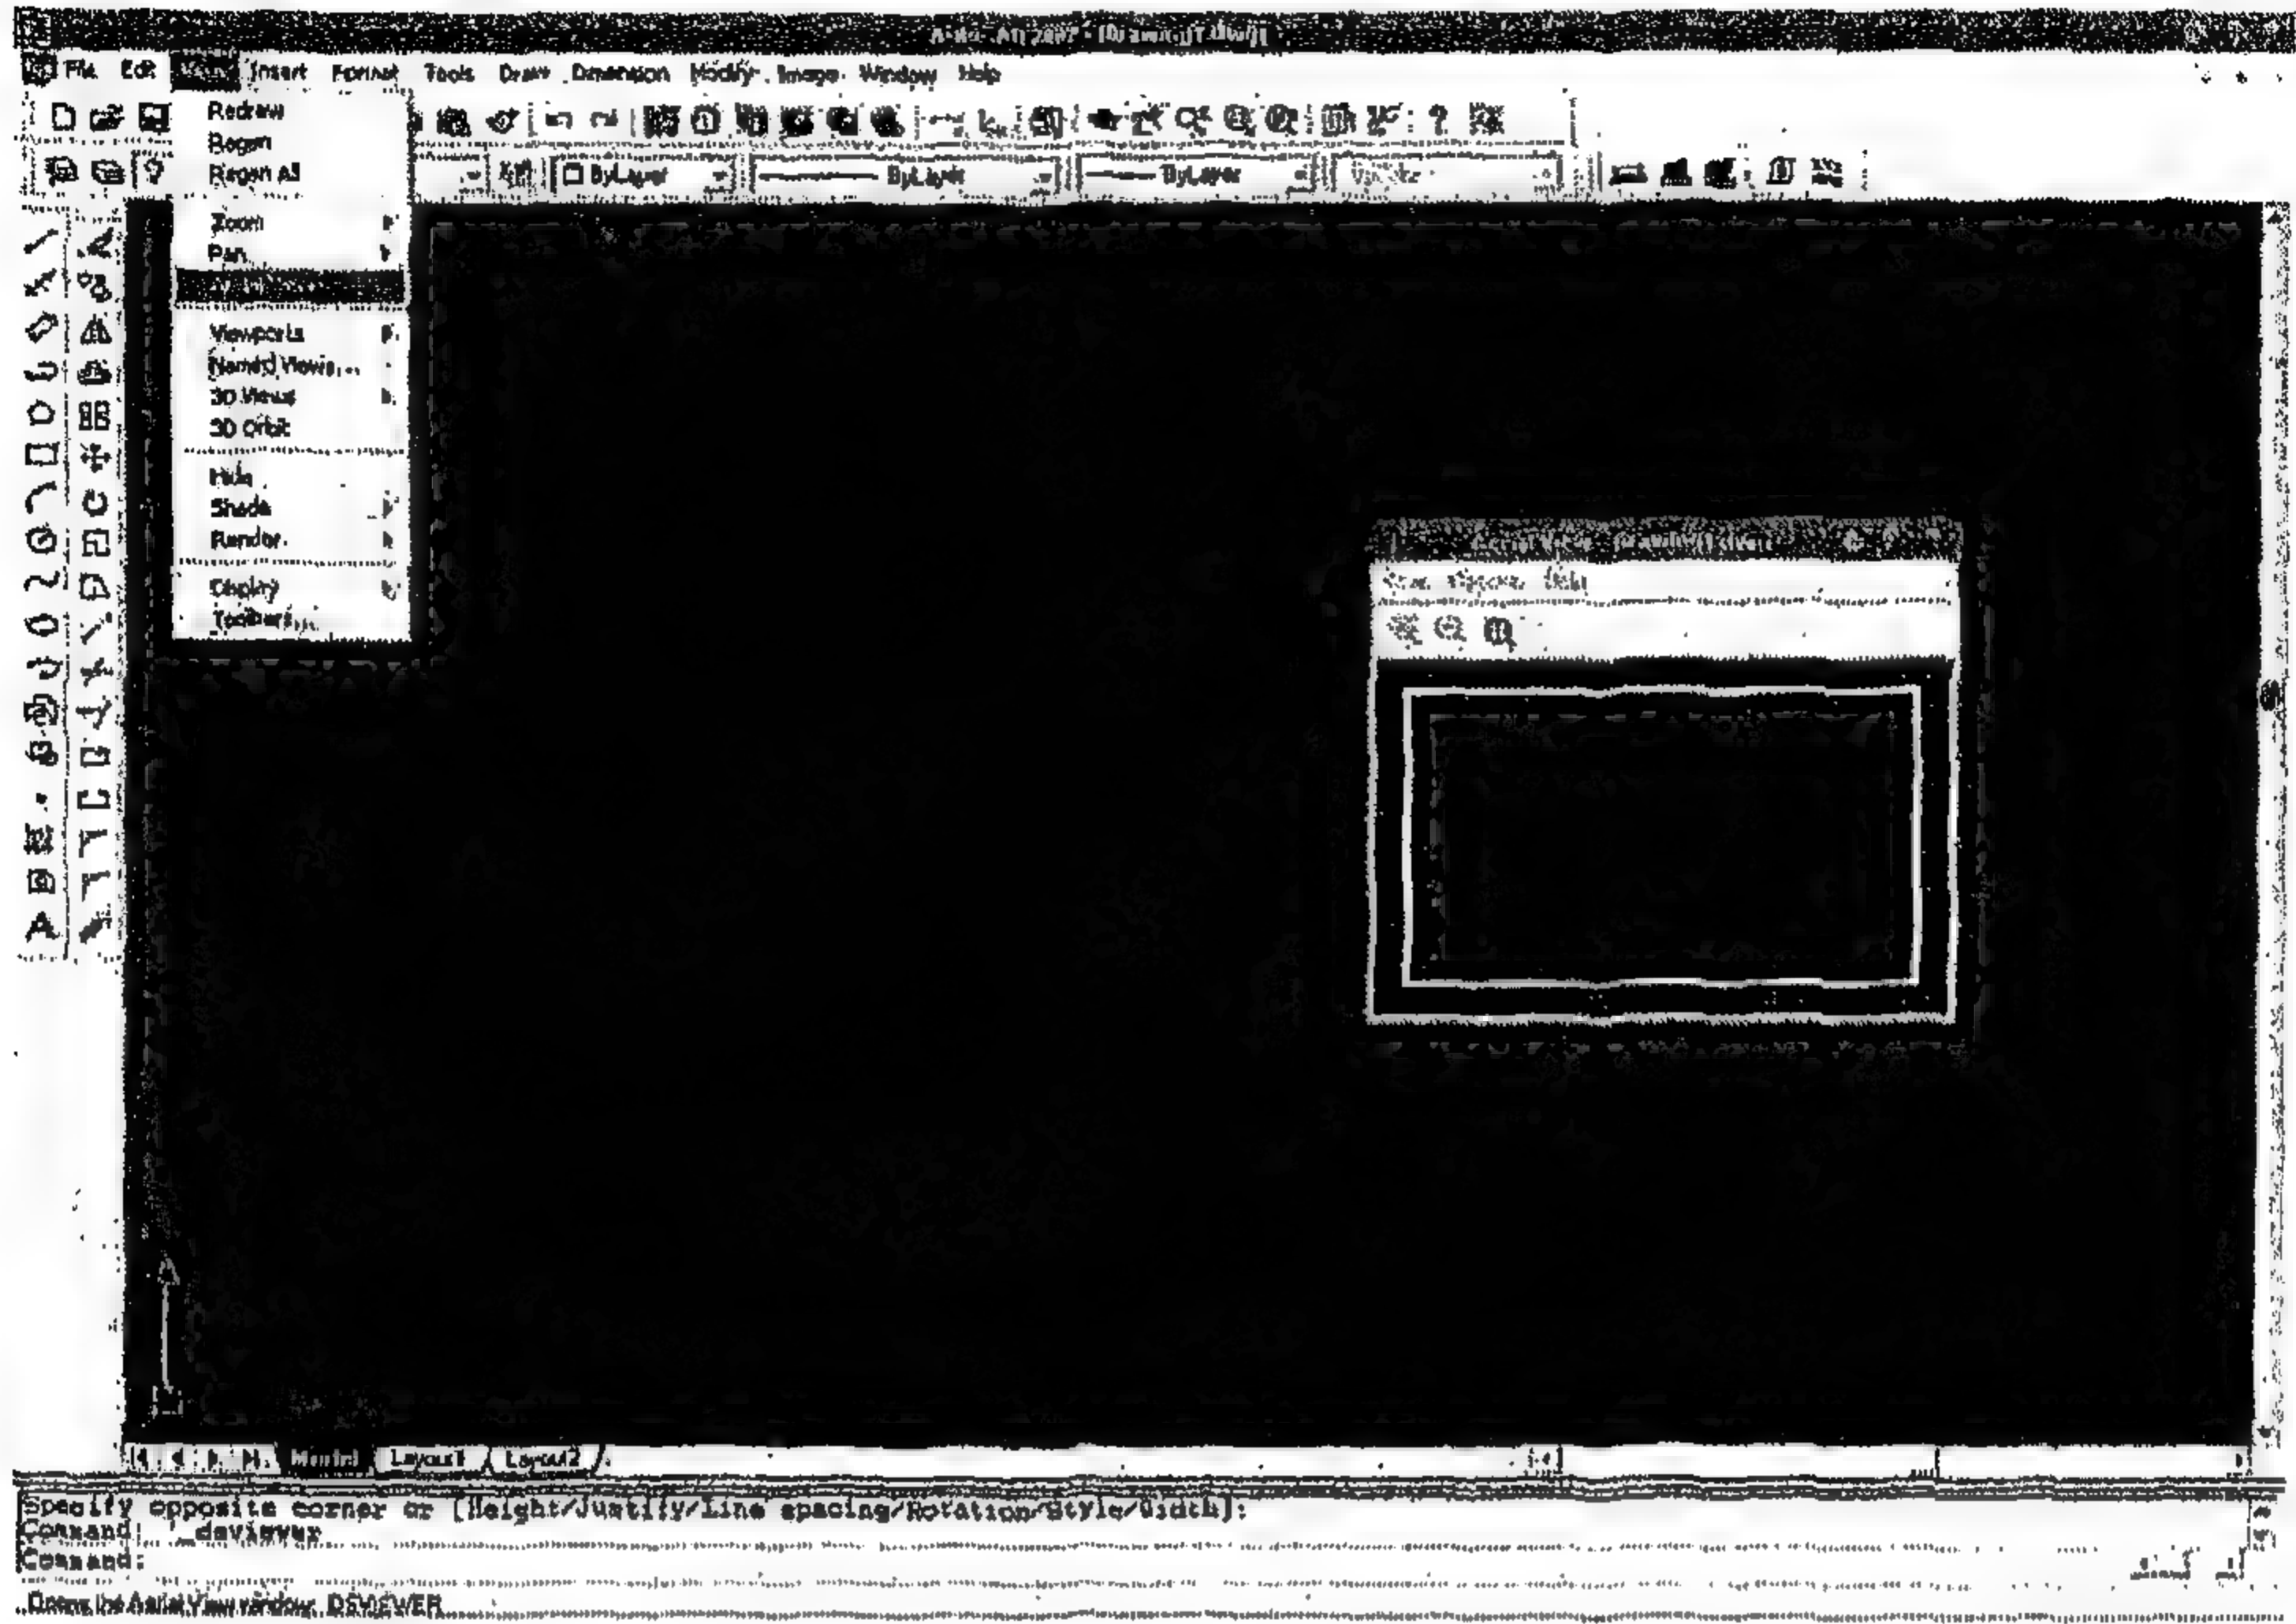 File Edit View Insert Format Tools Draw Dimension Modify Image Window Help
Redraw
Regen
Regen All
ByLayer ByLayer ByLayer
Zoom
Pan
Viewports
Named Views...
3D Views
3D Orbit
Hide
Shade
Render
Display
Toolbars...
Model Layout1 Layout2
Specify opposite corner or [Height/Justify/Line spacing/Rotation/Style/Width]:
Command: '_dsviewer
Command:
Opens the Aerial View window: DSVIEWER